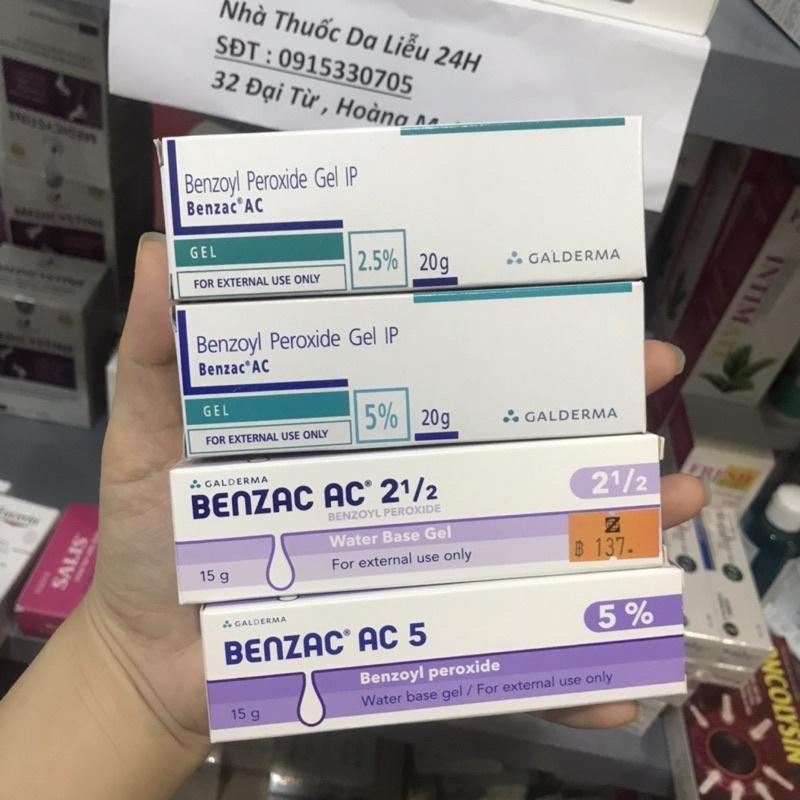 Nhà Thuốc Da Liễu 24H
SĐT : 0915330705
32 Đại Từ , Hoàng
Benzoyl Peroxide Gel IP
Benzac® AC
GEL
2.5%
20g
FOR EXTERNAL USE ONLY
GALDERMA
Benzoyl Peroxide Gel IP
Benzac® AC
GEL
5%
20g
FOR EXTERNAL USE ONLY
GALDERMA
GALDERMA
BENZAC AC® 2½
2½
BENZOYL PEROXIDE
Water Base Gel
For external use only
฿ 137.-
15 g
GALDERMA
BENZAC® AC 5
5 %
Benzoyl peroxide
Water base gel / For external use only
15 g